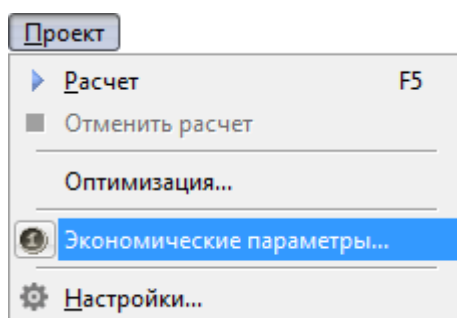 Проект
Расчет F5
Отменить расчет
Оптимизация...
Экономические параметры...
Настройки...